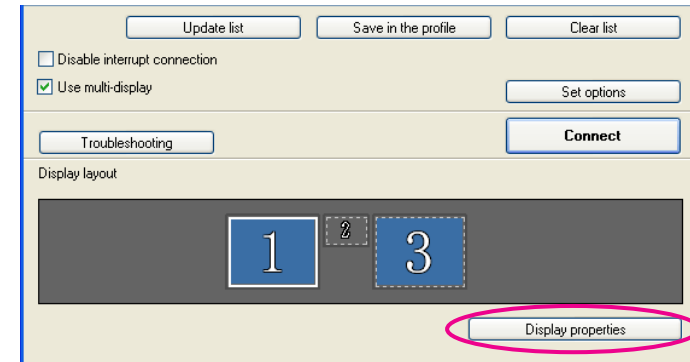 Update list Save in the profile Clear list
Disable interrupt connection
Use multi-display
Set options
Troubleshooting Connect
Display layout
1 2 3
Display properties